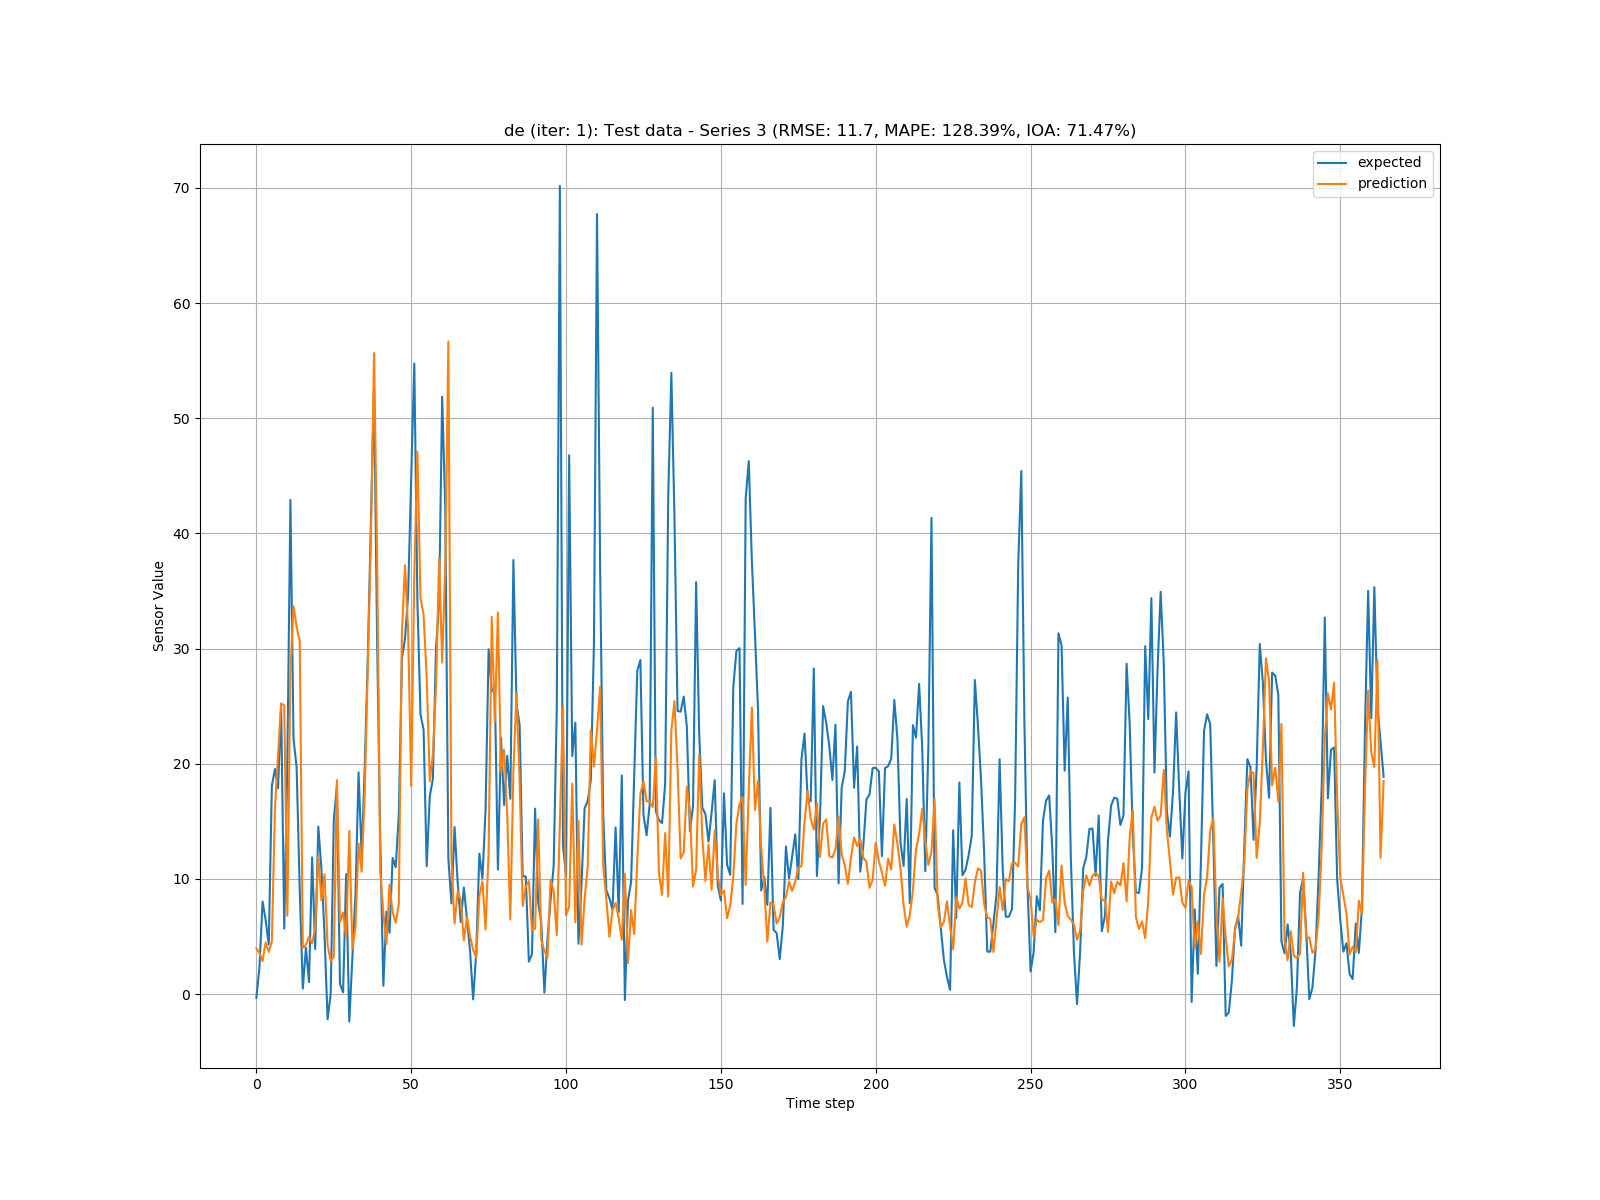 de (iter: 1): Test data - Series 3 (RMSE: 11.7, MAPE: 128.39%, IOA: 71.47%)
expected
prediction
70
60
50
40
30
20
10
0
Sensor Value
0 50 100 150 200 250 300 350
Time step